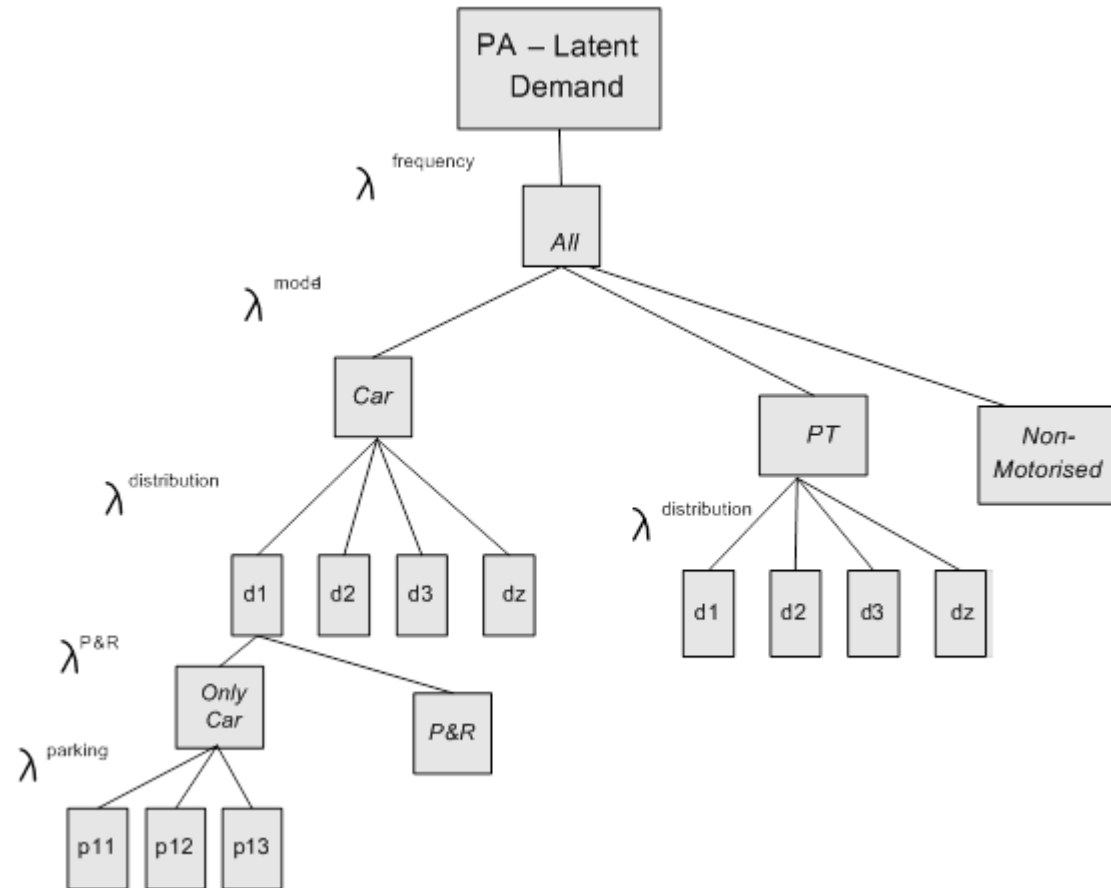 PA – Latent
Demand
λ frequency
All
λ model
Car
PT
Non-
Motorised
λ distribution
λ distribution
d1 d2 d3 dz
d1 d2 d3 dz
λ P&R
Only
Car
P&R
λ parking
p11 p12 p13